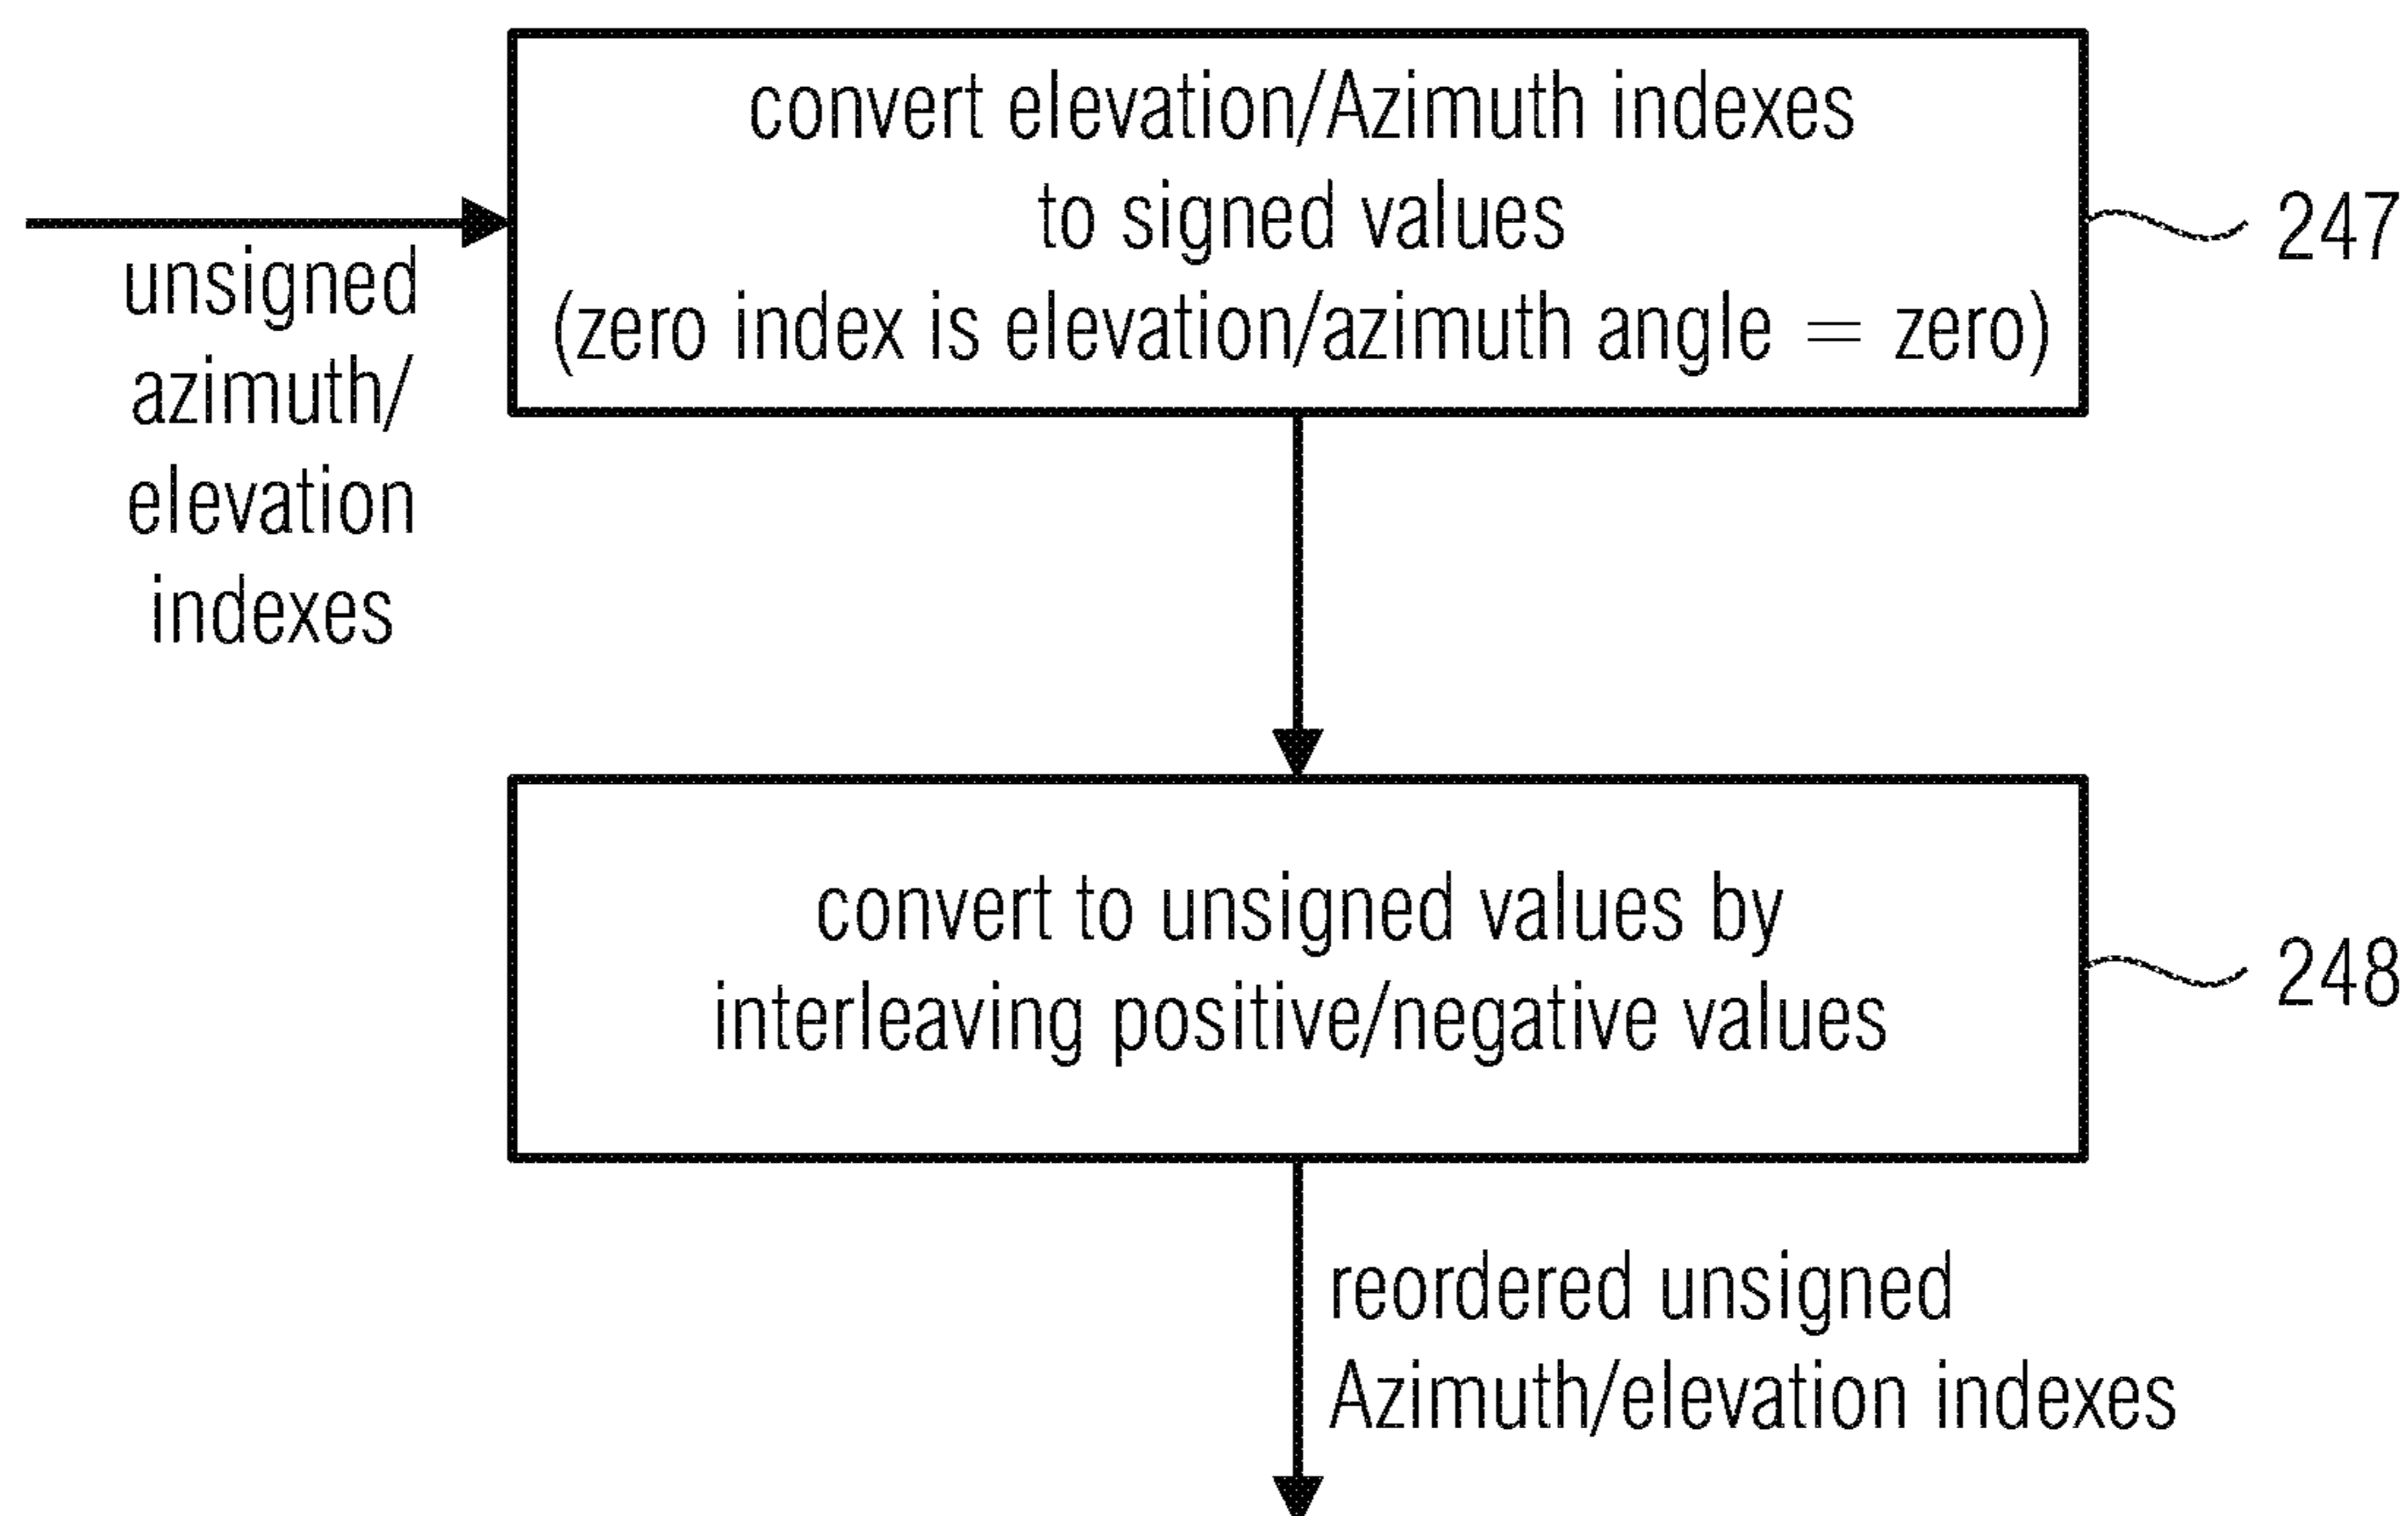 convert elevation/Azimuth indexes
to signed values
(zero index is elevation/azimuth angle = zero)
247
unsigned
azimuth/
elevation
indexes
convert to unsigned values by
interleaving positive/negative values
248
reordered unsigned
Azimuth/elevation indexes